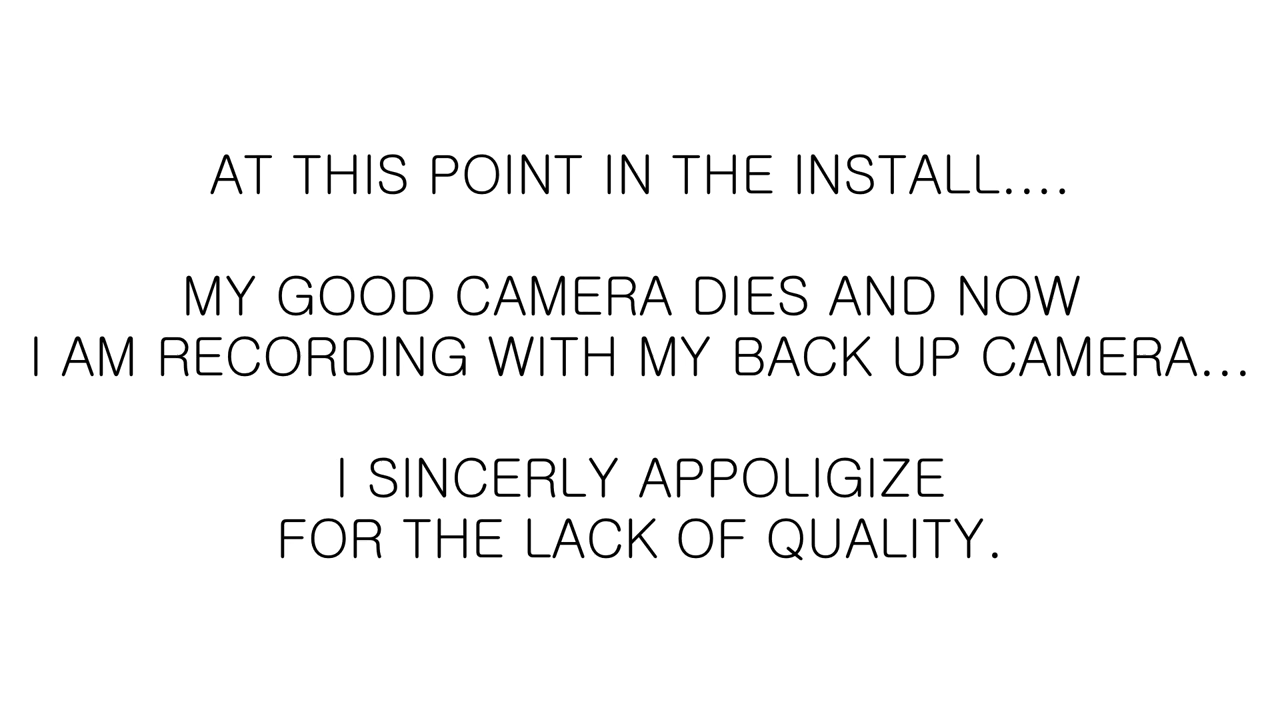 AT THIS POINT IN THE INSTALL....
MY GOOD CAMERA DIES AND NOW
I AM RECORDING WITH MY BACK UP CAMERA...
I SINCERLY APPOLIGIZE
FOR THE LACK OF QUALITY.